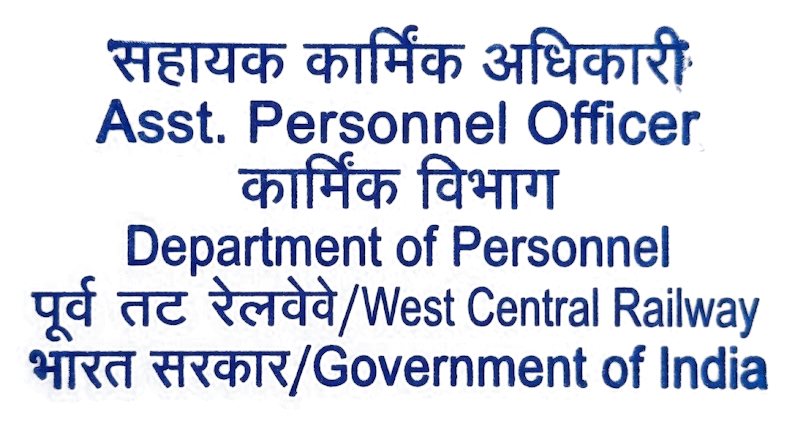 सहायक कार्मिक अधिकारी
Asst. Personnel Officer
कार्मिंक विभाग
Department of Personnel
पूर्व तट रेलवेवे/West Central Railway
भारत सरकार/Government of India